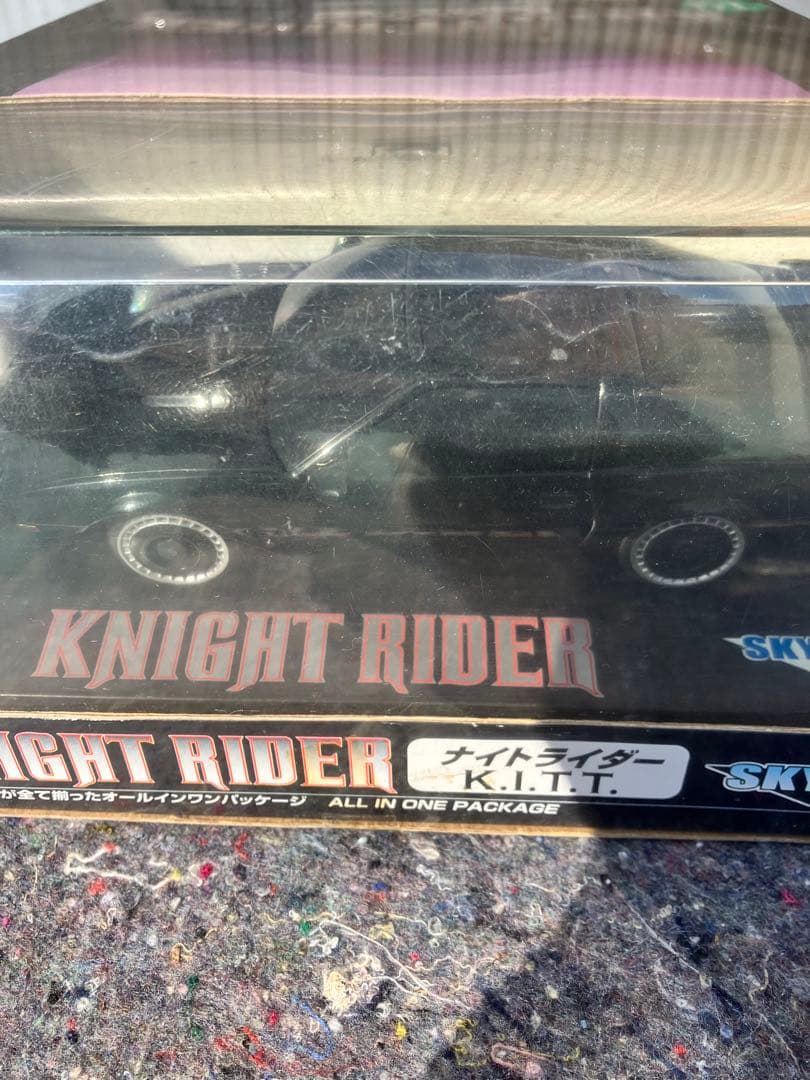 KNIGHT RIDER
SKY
IGHT RIDER
ナイトライダー
K.I.T.T.
SKY
が全て揃ったオールインワンパッケージ ALL IN ONE PACKAGE